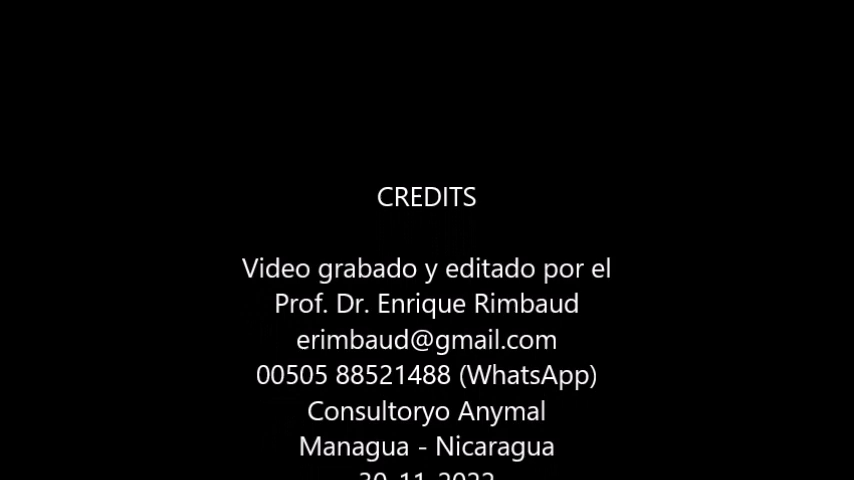 CREDITS
Video grabado y editado por el
Prof. Dr. Enrique Rimbaud
erimbaud@gmail.com
00505 88521488 (WhatsApp)
Consultoryo Anymal
Managua - Nicaragua